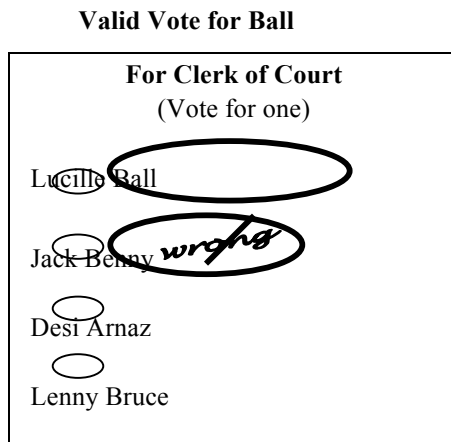 Valid Vote for Ball
For Clerk of Court
(Vote for one)
Lucille Ball
wrong
Jack Benny
Desi Arnaz
Lenny Bruce